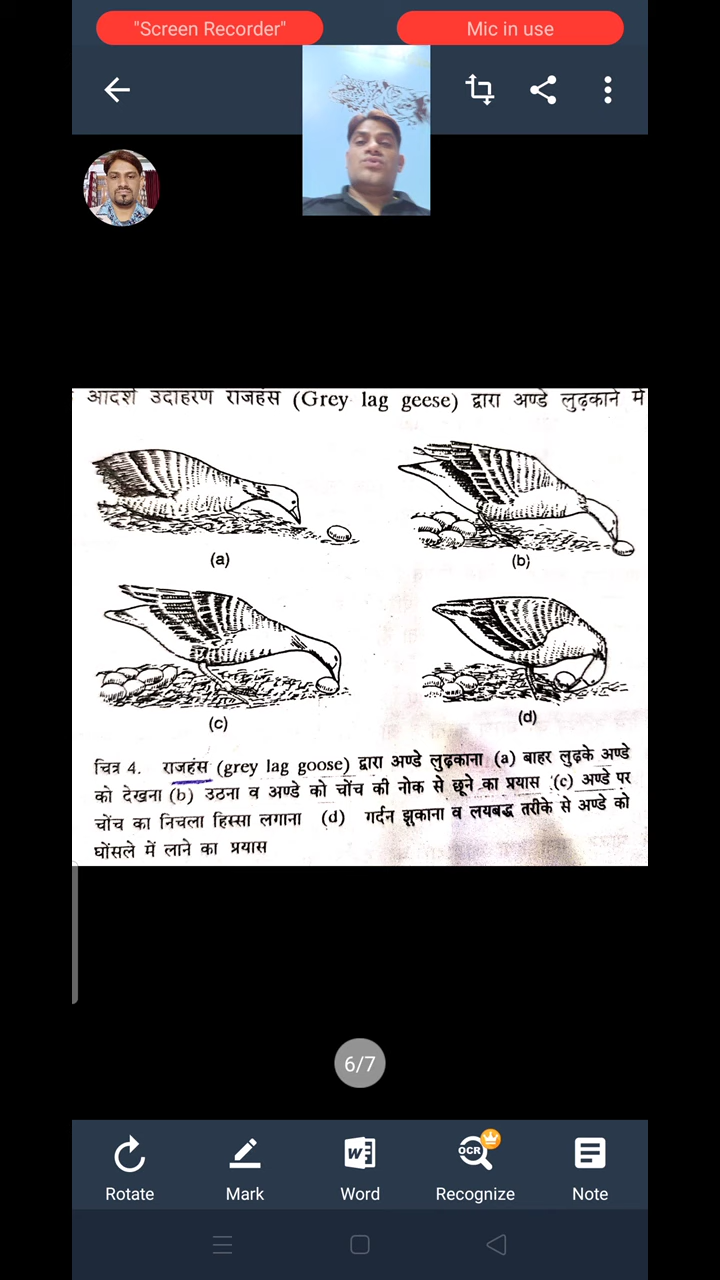 "Screen Recorder"
Mic in use
आदर्श उदाहरण राजहंस (Grey lag geese) द्वारा अण्डे लुढ़काने में
(a)
(b)
(c)
(d)
चित्र 4. राजहंस (grey lag goose) द्वारा अण्डे लुढ़काना (a) बाहर लुढ़के अण्डे
को देखना (b) उठना व अण्डे को चोंच की नोक से छूने का प्रयास (c) अण्डे पर
चोंच का निचला हिस्सा लगाना (d) गर्दन झुकाना व लयबद्ध तरीके से अण्डे को
घोंसले में लाने का प्रयास
6/7
W
OCR
Rotate
Mark
Word
Recognize
Note